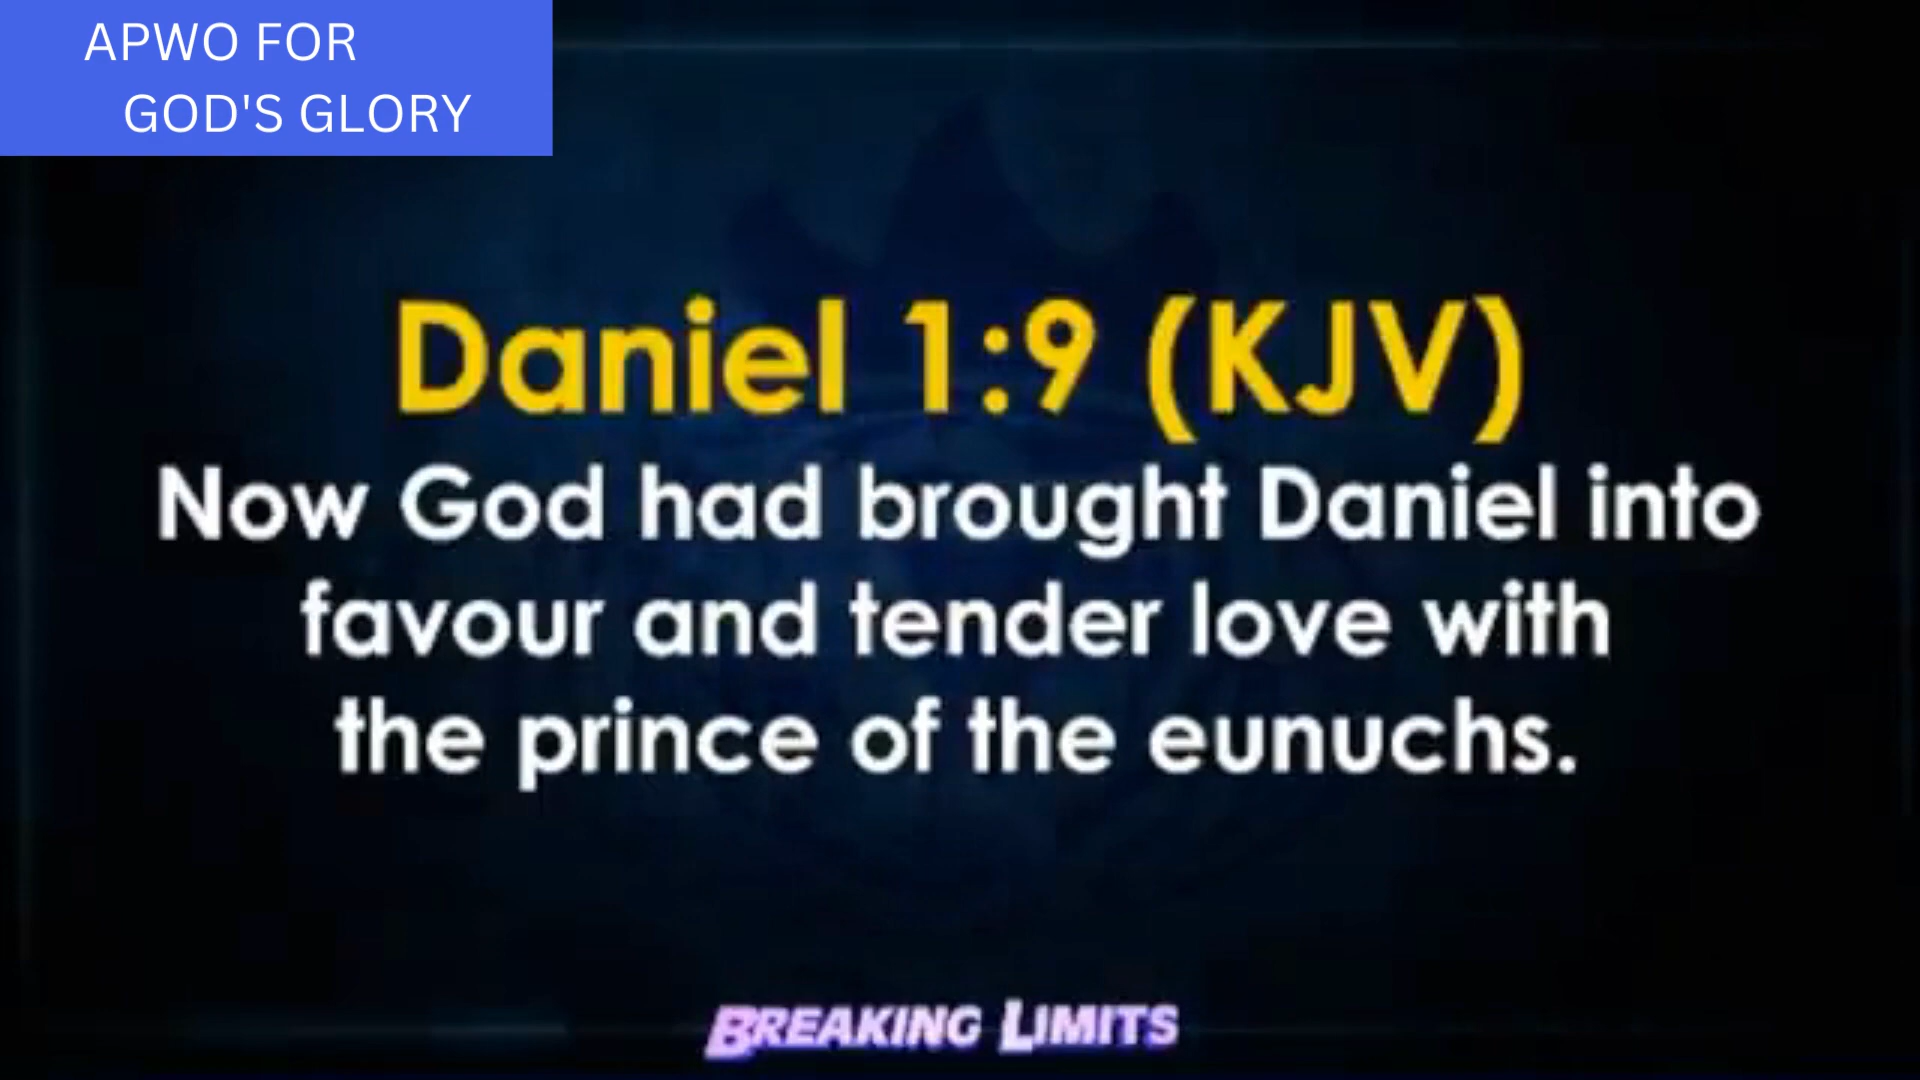 APWO FOR
GOD'S GLORY
Daniel 1:9 (KJV)
Now God had brought Daniel into
favour and tender love with
the prince of the eunuchs.
BREAKING LIMITS